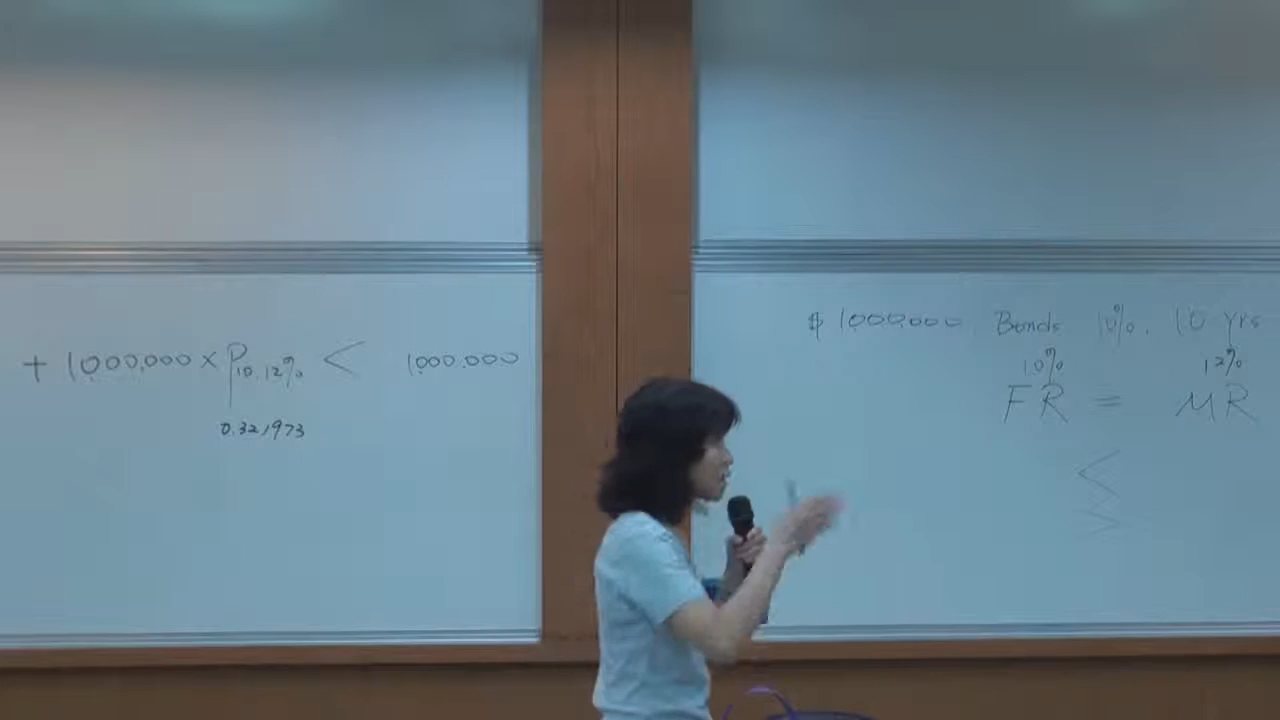 + 1,000,000 × P10,12% < 1,000,000
0.321973
$ 1,000,000 Bonds 10%, 10 yrs
10% 12%
FR = MR
<
>